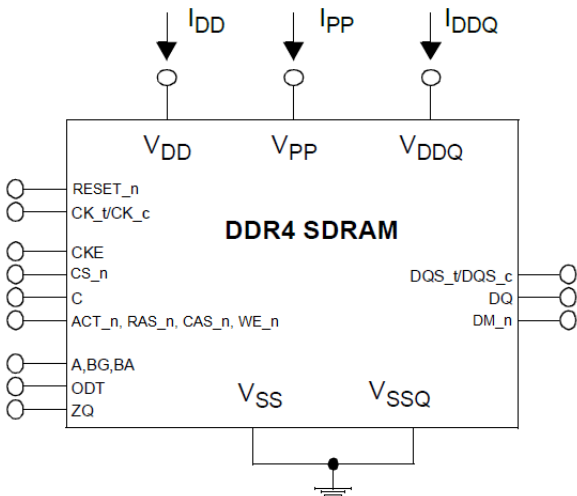 IDD IPP IDDQ
VDD VPP VDDQ
RESET_n
CK_t/CK_c
DDR4 SDRAM
CKE
CS_n
DQS_t/DQS_c
C
DQ
ACT_n, RAS_n, CAS_n, WE_n
DM_n
A,BG,BA
ODT
VSS VSSQ
ZQ